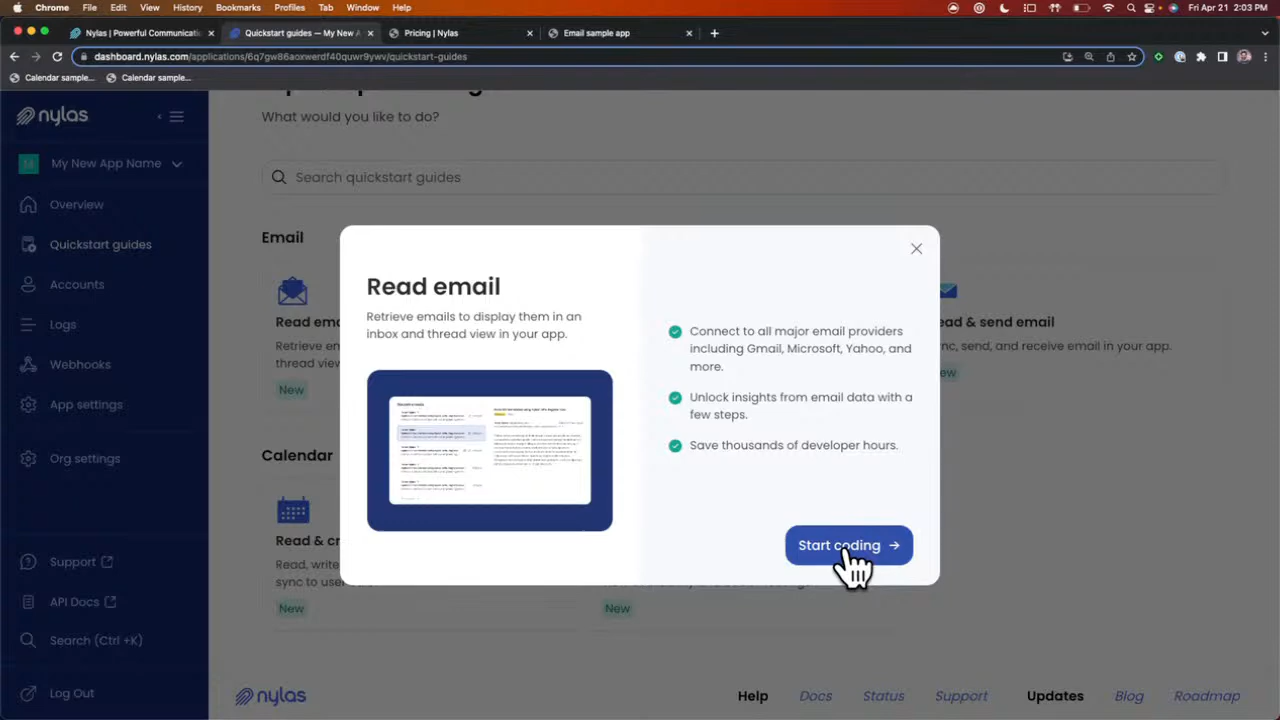 Chrome File Edit View History Bookmarks Profiles Tab Window Help
Fri Apr 21 2:03 PM
Nylas | Powerful Communicati
Quickstart guides — My New A
Pricing | Nylas
Email sample app
dashboard.nylas.com/applications/6q7gw86aoxwerdf40quwr9ywv/quickstart-guides
Calendar sample...
Calendar sample...
nylas
My New App Name
Overview
Quickstart guides
Accounts
Logs
Webhooks
App settings
Org settings
Support
API Docs
Search (Ctrl +K)
Log Out
What would you like to do?
Search quickstart guides
Email
Read
Retrieve
thread view
New
& send email
send, and receive email in your app.
Calendar
Read &
Read, write
sync to user
New
New
Read email
Retrieve emails to display them in an
inbox and thread view in your app.
Connect to all major email providers
including Gmail, Microsoft, Yahoo, and
more.
Unlock insights from email data with a
few steps.
Save thousands of developer hours.
Start coding
nylas
Help Docs Status Support Updates Blog Roadmap